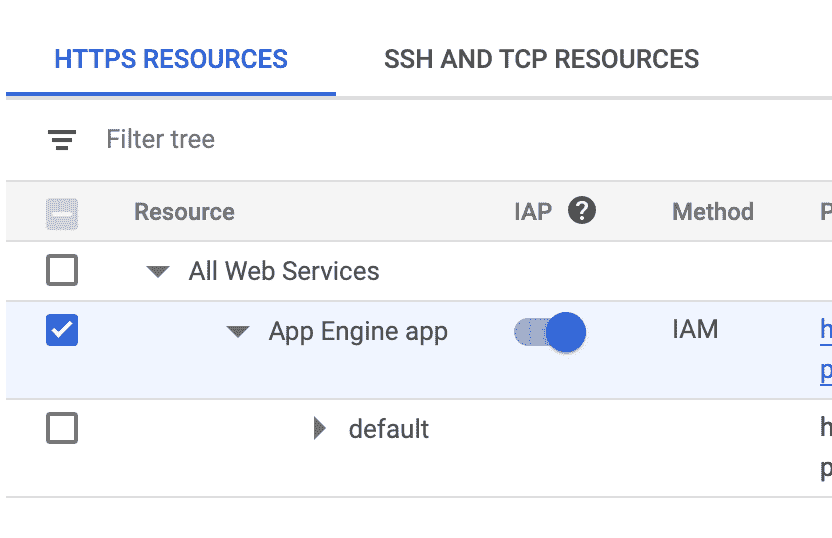 HTTPS RESOURCES SSH AND TCP RESOURCES
Filter tree
Resource IAP ? Method P
All Web Services
App Engine app IAM h
p
default h
p